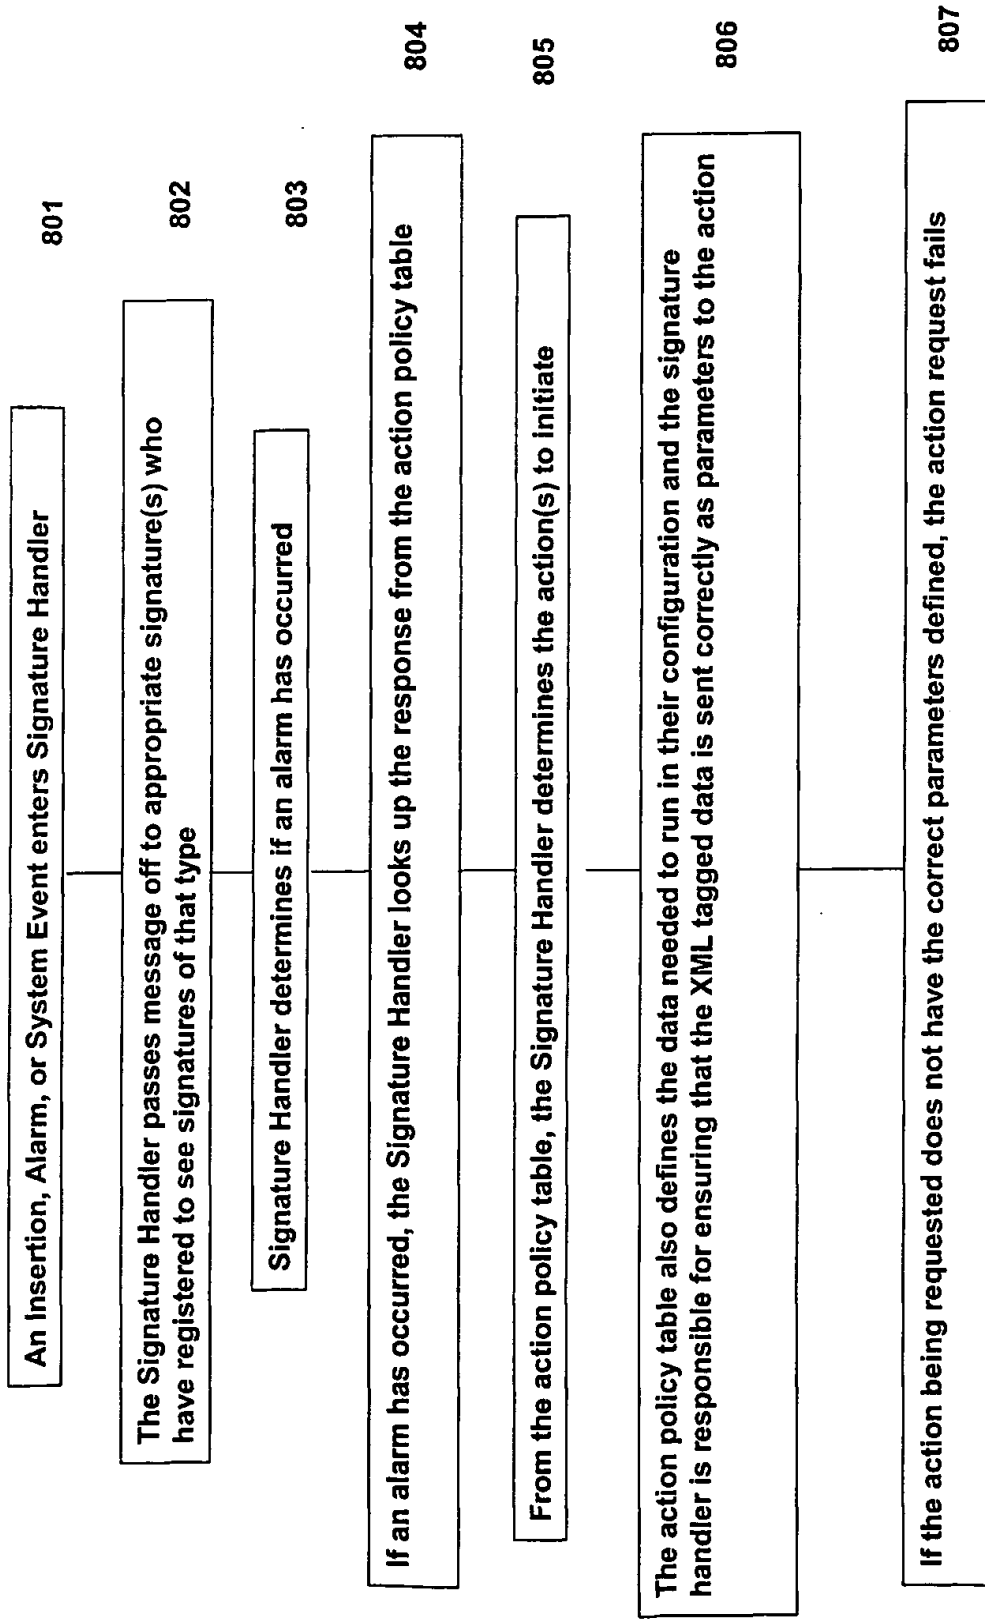 An Insertion, Alarm, or System Event enters Signature Handler
801
The Signature Handler passes message off to appropriate signature(s) who
have registered to see signatures of that type
802
Signature Handler determines if an alarm has occurred
803
If an alarm has occurred, the Signature Handler looks up the response from the action policy table
804
From the action policy table, the Signature Handler determines the action(s) to initiate
805
The action policy table also defines the data needed to run in their configuration and the signature
handler is responsible for ensuring that the XML tagged data is sent correctly as parameters to the action
806
If the action being requested does not have the correct parameters defined, the action request fails
807